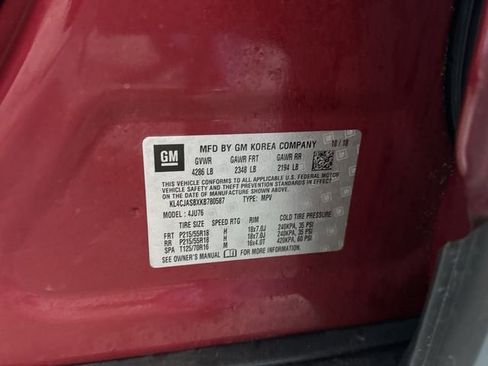 GM
MFD BY GM KOREA COMPANY 10 / 18
GVWR GAWR FRT GAWR RR
4286 LB 2348 LB 2194 LB
THIS VEHICLE CONFORMS TO ALL APPLICABLE U.S. FEDERAL MOTOR
VEHICLE SAFETY AND THEFT PREVENTION STANDARDS IN EFFECT
ON THE DATE OF MANUFACTURE SHOWN ABOVE.
KL4CJASBXKB780587 TYPE: MPV
MODEL : 4JU76
TIRE SIZE SPEED RTG RIM COLD TIRE PRESSURE
FRT P215/55R18 H 18x7.0J 240KPA, 35 PSI
RR P215/55R18 H 18x7.0J 240KPA, 35 PSI
SPA T125/70R16 M 16x4.0T 420KPA, 60 PSI
SEE OWNER'S MANUAL FOR MORE INFORMATION.